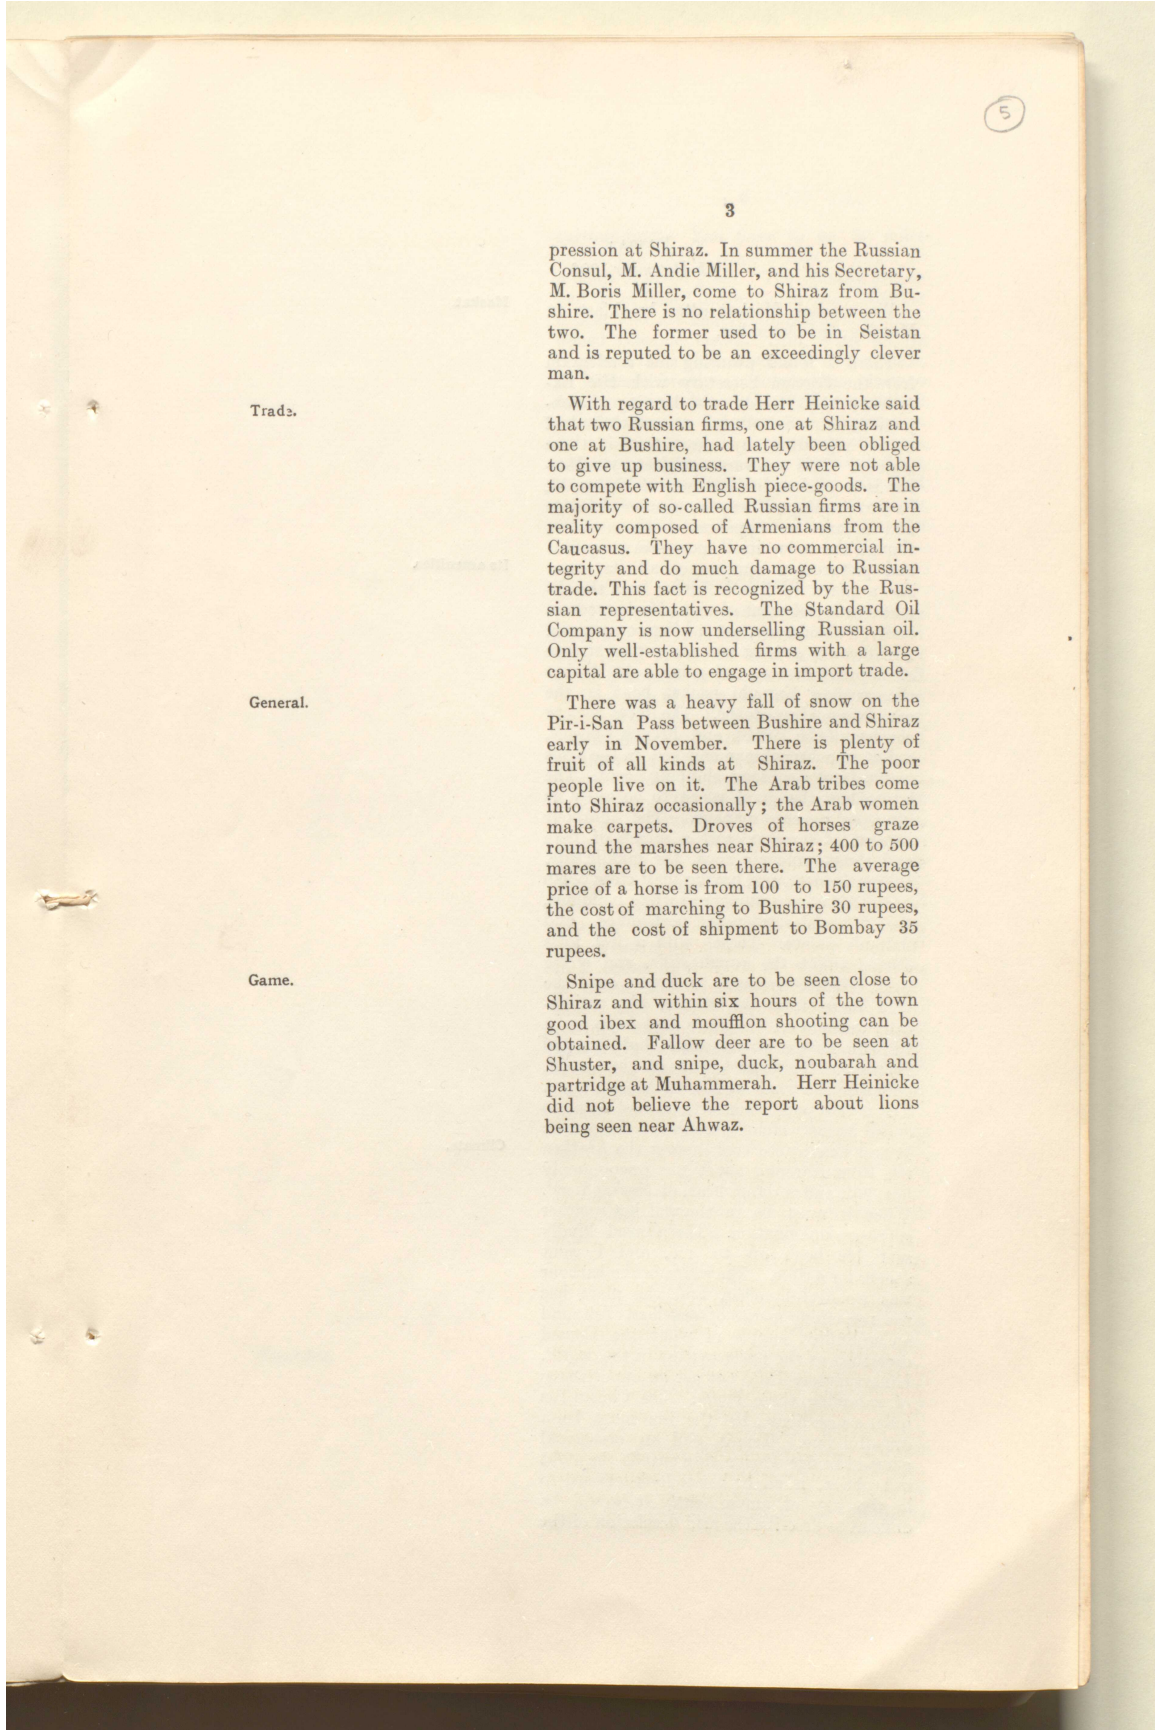 5
3
pression at Shiraz. In summer the Russian
Consul, M. Andie Miller, and his Secretary,
M. Boris Miller, come to Shiraz from Bu-
shire. There is no relationship between the
two. The former used to be in Seistan
and is reputed to be an exceedingly clever
man.
Trade.
With regard to trade Herr Heinicke said
that two Russian firms, one at Shiraz and
one at Bushire, had lately been obliged
to give up business. They were not able
to compete with English piece-goods. The
majority of so-called Russian firms are in
reality composed of Armenians from the
Caucasus. They have no commercial in-
tegrity and do much damage to Russian
trade. This fact is recognized by the Rus-
sian representatives. The Standard Oil
Company is now underselling Russian oil.
Only well-established firms with a large
capital are able to engage in import trade.
General.
There was a heavy fall of snow on the
Pir-i-San Pass between Bushire and Shiraz
early in November. There is plenty of
fruit of all kinds at Shiraz. The poor
people live on it. The Arab tribes come
into Shiraz occasionally; the Arab women
make carpets. Droves of horses graze
round the marshes near Shiraz; 400 to 500
mares are to be seen there. The average
price of a horse is from 100 to 150 rupees,
the cost of marching to Bushire 30 rupees,
and the cost of shipment to Bombay 35
rupees.
Game.
Snipe and duck are to be seen close to
Shiraz and within six hours of the town
good ibex and moufflon shooting can be
obtained. Fallow deer are to be seen at
Shuster, and snipe, duck, noubarah and
partridge at Muhammerah. Herr Heinicke
did not believe the report about lions
being seen near Ahwaz.